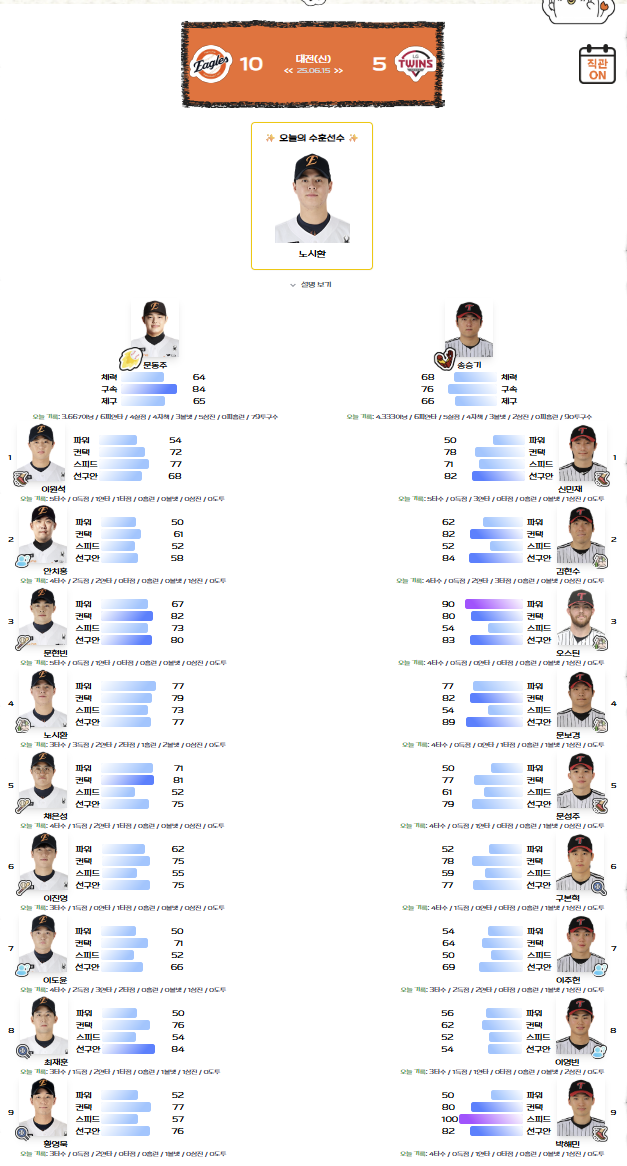 직관
ON
Eagles
10
대전(신)
<< 25.06.15 >>
5
TWINS
오늘의 수훈선수
노시환
설명 보기
문동주
체력 64
구속 84
제구 65
오늘 기록: 3.667이닝 / 6피안타 / 4실점 / 4자책 / 3볼넷 / 5삼진 / 0피홈런 / 79투구수
송승기
68 체력
76 구속
66 제구
오늘 기록: 4.333이닝 / 6피안타 / 5실점 / 4자책 / 3볼넷 / 2삼진 / 0피홈런 / 90투구수
1
이원석
파워 54
컨택 72
스피드 77
선구안 68
오늘 기록: 5타수 / 0득점 / 1안타 / 1타점 / 0홈런 / 0볼넷 / 0삼진 / 0도루
50 파워
78 컨택
71 스피드
82 선구안
신민재
1
오늘 기록: 5타수 / 0득점 / 3안타 / 0타점 / 0홈런 / 0볼넷 / 0삼진 / 0도루
2
안치홍
파워 50
컨택 61
스피드 52
선구안 58
오늘 기록: 4타수 / 2득점 / 2안타 / 0타점 / 0홈런 / 0볼넷 / 1삼진 / 0도루
62 파워
82 컨택
52 스피드
84 선구안
김현수
2
오늘 기록: 4타수 / 0득점 / 2안타 / 3타점 / 0홈런 / 0볼넷 / 0삼진 / 0도루
3
문현빈
파워 67
컨택 82
스피드 73
선구안 80
오늘 기록: 5타수 / 0득점 / 1안타 / 0타점 / 0홈런 / 0볼넷 / 1삼진 / 0도루
90 파워
80 컨택
54 스피드
83 선구안
오스틴
3
오늘 기록: 4타수 / 0득점 / 0안타 / 0타점 / 0홈런 / 1볼넷 / 1삼진 / 0도루
4
노시환
파워 77
컨택 79
스피드 73
선구안 77
오늘 기록: 3타수 / 3득점 / 2안타 / 2타점 / 1홈런 / 2볼넷 / 0삼진 / 0도루
77 파워
82 컨택
54 스피드
89 선구안
문보경
4
오늘 기록: 4타수 / 0득점 / 0안타 / 1타점 / 0홈런 / 0볼넷 / 1삼진 / 0도루
5
채은성
파워 71
컨택 81
스피드 52
선구안 75
오늘 기록: 4타수 / 1득점 / 2안타 / 1타점 / 0홈런 / 1볼넷 / 0삼진 / 0도루
50 파워
77 컨택
61 스피드
79 선구안
문성주
5
오늘 기록: 4타수 / 0득점 / 1안타 / 0타점 / 0홈런 / 1볼넷 / 1삼진 / 0도루
6
이진영
파워 62
컨택 75
스피드 55
선구안 75
오늘 기록: 3타수 / 1득점 / 0안타 / 1타점 / 0홈런 / 0볼넷 / 0삼진 / 0도루
52 파워
78 컨택
59 스피드
77 선구안
구본혁
6
오늘 기록: 4타수 / 1득점 / 0안타 / 0타점 / 0홈런 / 0볼넷 / 0삼진 / 0도루
7
이도윤
파워 50
컨택 71
스피드 52
선구안 66
오늘 기록: 4타수 / 2득점 / 3안타 / 2타점 / 0홈런 / 0볼넷 / 1삼진 / 0도루
54 파워
64 컨택
50 스피드
69 선구안
이주헌
7
오늘 기록: 3타수 / 2득점 / 2안타 / 0타점 / 0홈런 / 1볼넷 / 1삼진 / 0도루
8
최재훈
파워 50
컨택 76
스피드 54
선구안 84
오늘 기록: 3타수 / 1득점 / 2안타 / 1타점 / 0홈런 / 1볼넷 / 1삼진 / 0도루
56 파워
62 컨택
52 스피드
54 선구안
이영빈
8
오늘 기록: 3타수 / 1득점 / 0안타 / 0타점 / 0홈런 / 0볼넷 / 2삼진 / 0도루
9
황영묵
파워 52
컨택 77
스피드 57
선구안 76
오늘 기록: 3타수 / 0득점 / 2안타 / 2타점 / 0홈런 / 0볼넷 / 0삼진 / 0도루
50 파워
80 컨택
100 스피드
82 선구안
박해민
9
오늘 기록: 4타수 / 0득점 / 1안타 / 0타점 / 0홈런 / 1볼넷 / 1삼진 / 0도루